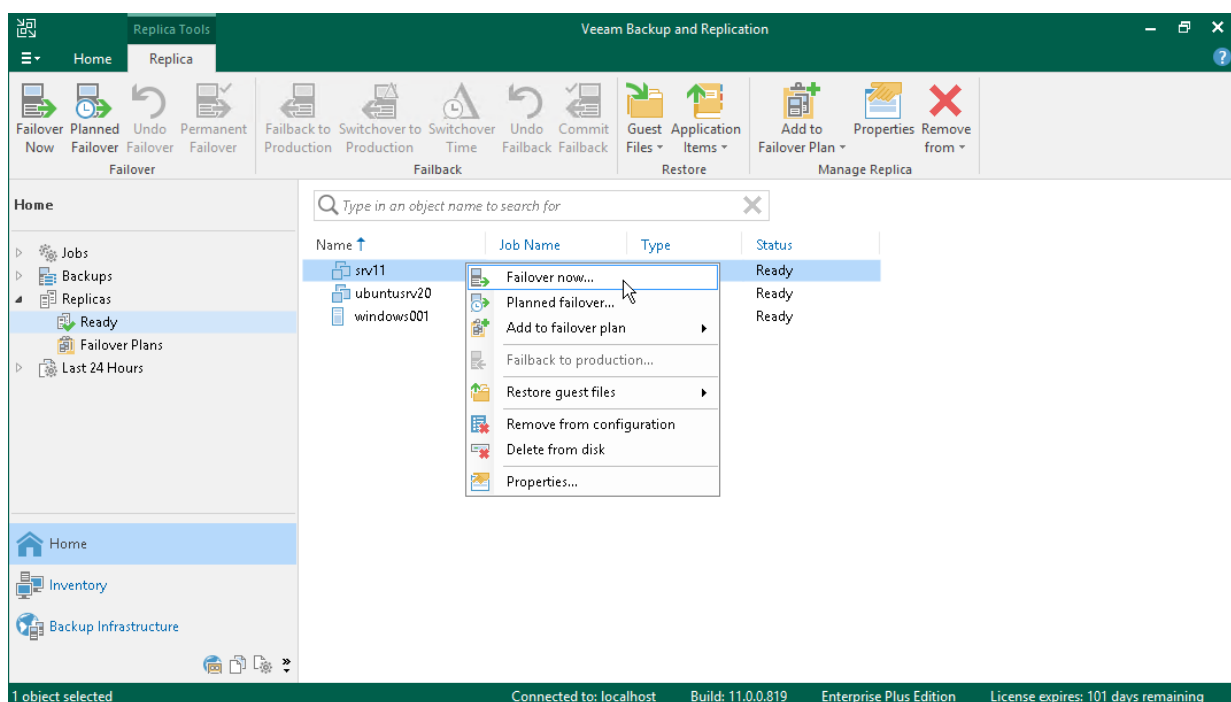 Replica Tools
Veeam Backup and Replication
Home
Replica
Failover Now
Planned Failover
Undo Failover
Permanent Failover
Failback to Production
Switchover to Production
Switchover Time
Undo Failback
Commit Failback
Guest Files
Application Items
Add to Failover Plan
Properties
Remove from
Failover
Failback
Restore
Manage Replica
Home
Type in an object name to search for
Jobs
Backups
Replicas
Ready
Failover Plans
Last 24 Hours
Name
Job Name
Type
Status
srv11
Ready
ubuntusrv20
Ready
windows001
Ready
Failover now...
Planned failover...
Add to failover plan
Failback to production...
Restore guest files
Remove from configuration
Delete from disk
Properties...
Home
Inventory
Backup Infrastructure
1 object selected
Connected to: localhost
Build: 11.0.0.819
Enterprise Plus Edition
License expires: 101 days remaining